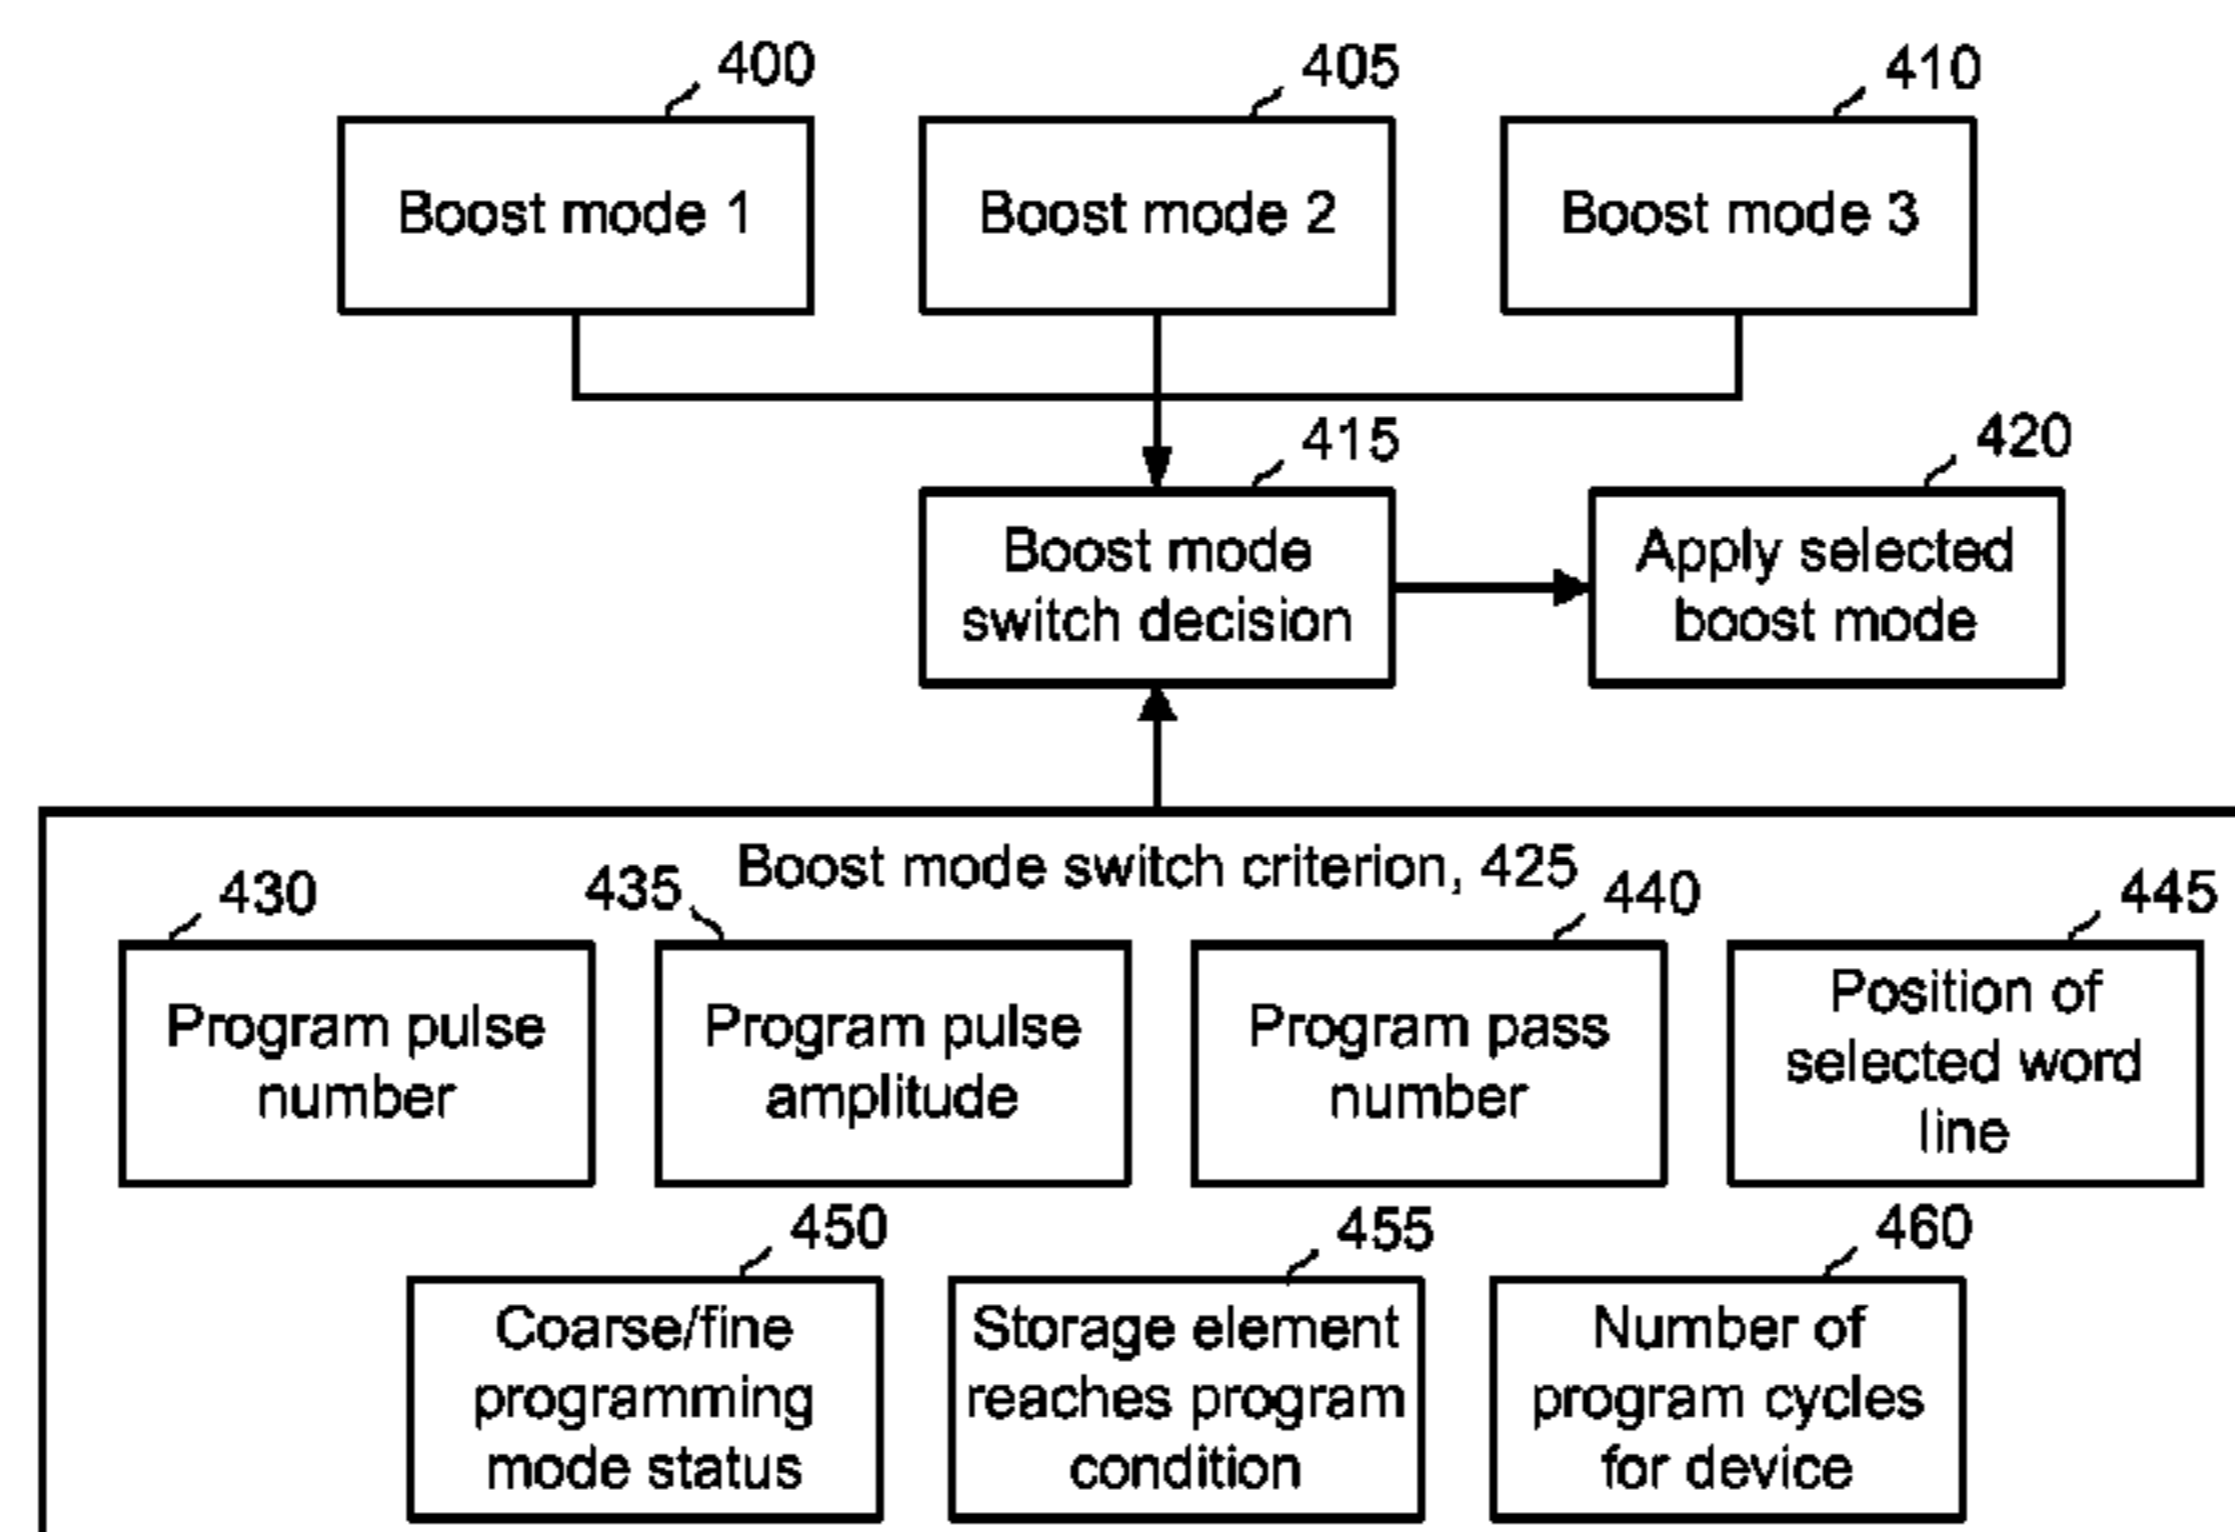 400
405
410
Boost mode 1
Boost mode 2
Boost mode 3
415
420
Boost mode
switch decision
Apply selected
boost mode
Boost mode switch criterion, 425
430
435
440
445
Program pulse
number
Program pulse
amplitude
Program pass
number
Position of
selected word
line
450
455
460
Coarse/fine
programming
mode status
Storage element
reaches program
condition
Number of
program cycles
for device